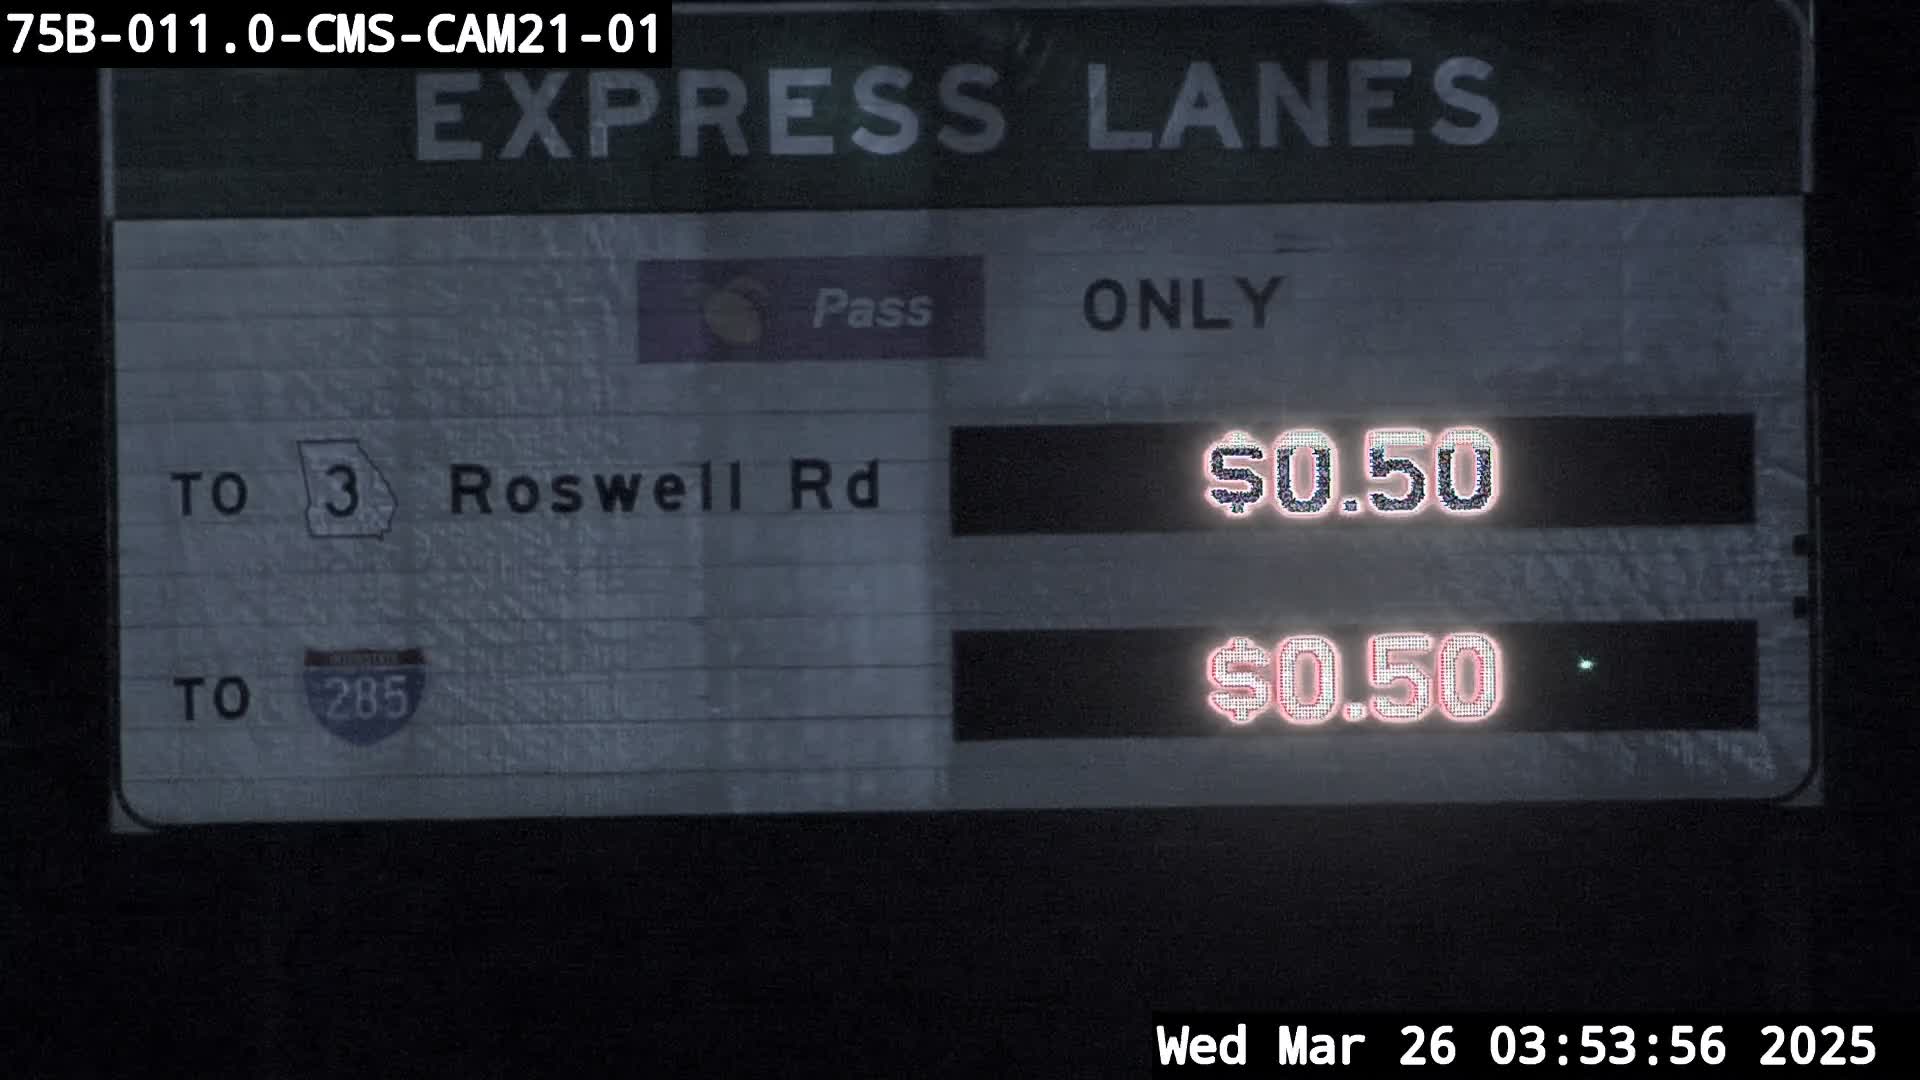 75B-011.0-CMS-CAM21-01
EXPRESS LANES
Pass ONLY
TO 3 Roswell Rd $0.50
TO 285 $0.50
Wed Mar 26 03:53:56 2025